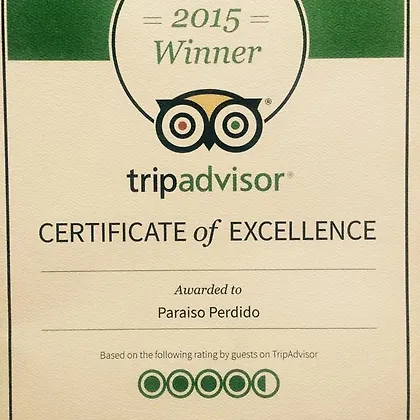 = 2015 =
Winner
®
tripadvisor®
CERTIFICATE of EXCELLENCE
Awarded to
Paraiso Perdido
Based on the following rating by guests on TripAdvisor